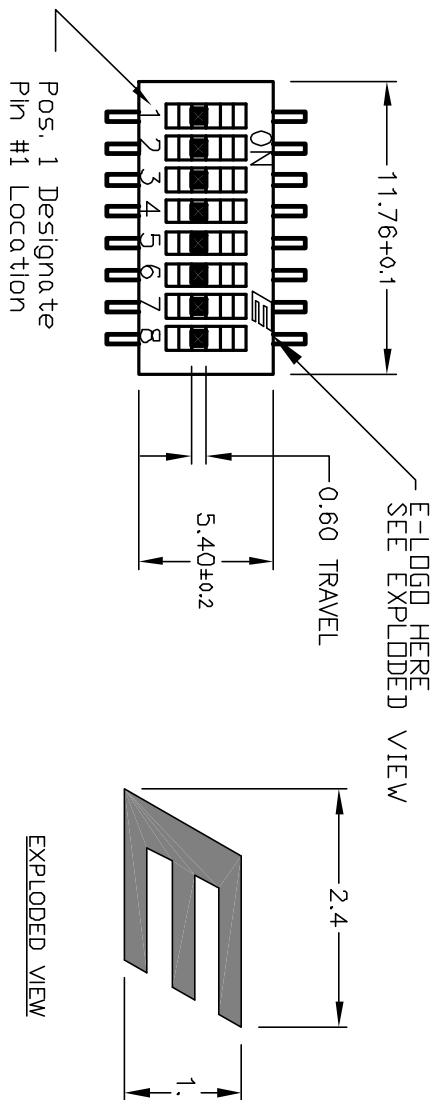 E-LOGO HERE
SEE EXPLODED VIEW
11.76+0.1
ON
1 2 3 4 5 6 7 8
Pos. 1 Designate
Pin #1 Location
0.60 TRAVEL
5.40±0.2
2.4
1.
EXPLODED VIEW